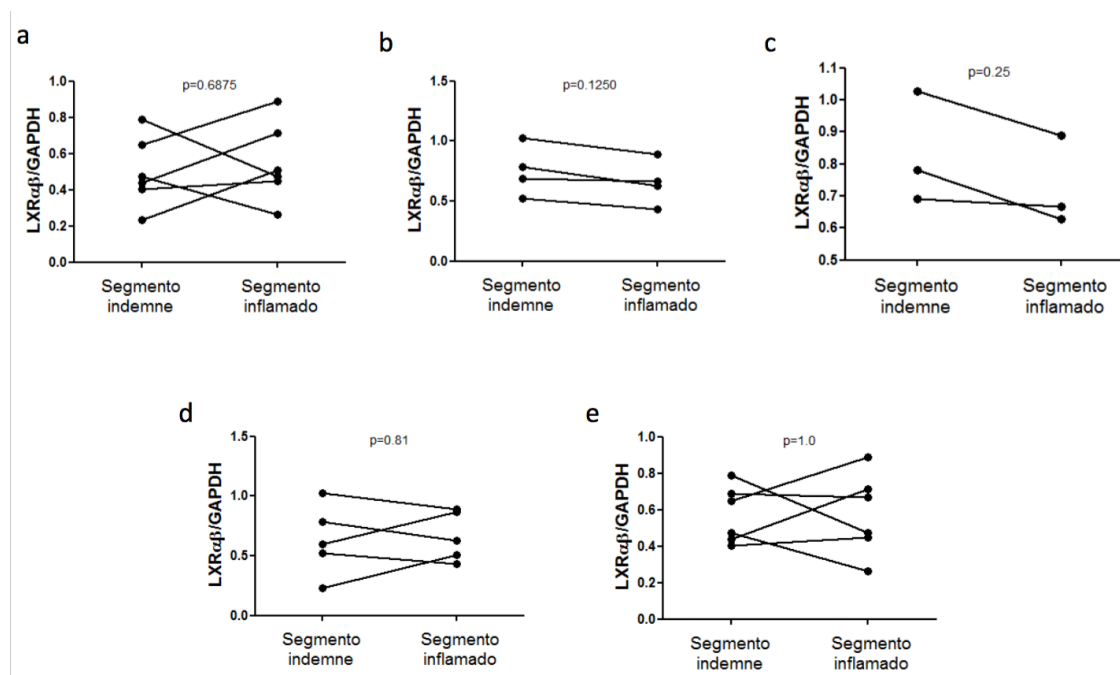 a
p=0.6875
LXRαβ/GAPDH
1.0
0.8
0.6
0.4
0.2
0.0
Segmento
indemne
Segmento
inflamado
b
p=0.1250
LXRαβ/GAPDH
1.5
1.0
0.5
0.0
Segmento
indemne
Segmento
inflamado
c
p=0.25
LXRαβ/GAPDH
1.1
1.0
0.9
0.8
0.7
0.6
0.5
Segmento
indemne
Segmento
inflamado
d
p=0.81
LXRαβ/GAPDH
1.5
1.0
0.5
0.0
Segmento
indemne
Segmento
inflamado
e
p=1.0
LXRαβ/GAPDH
1.0
0.8
0.6
0.4
0.2
0.0
Segmento
indemne
Segmento
inflamado